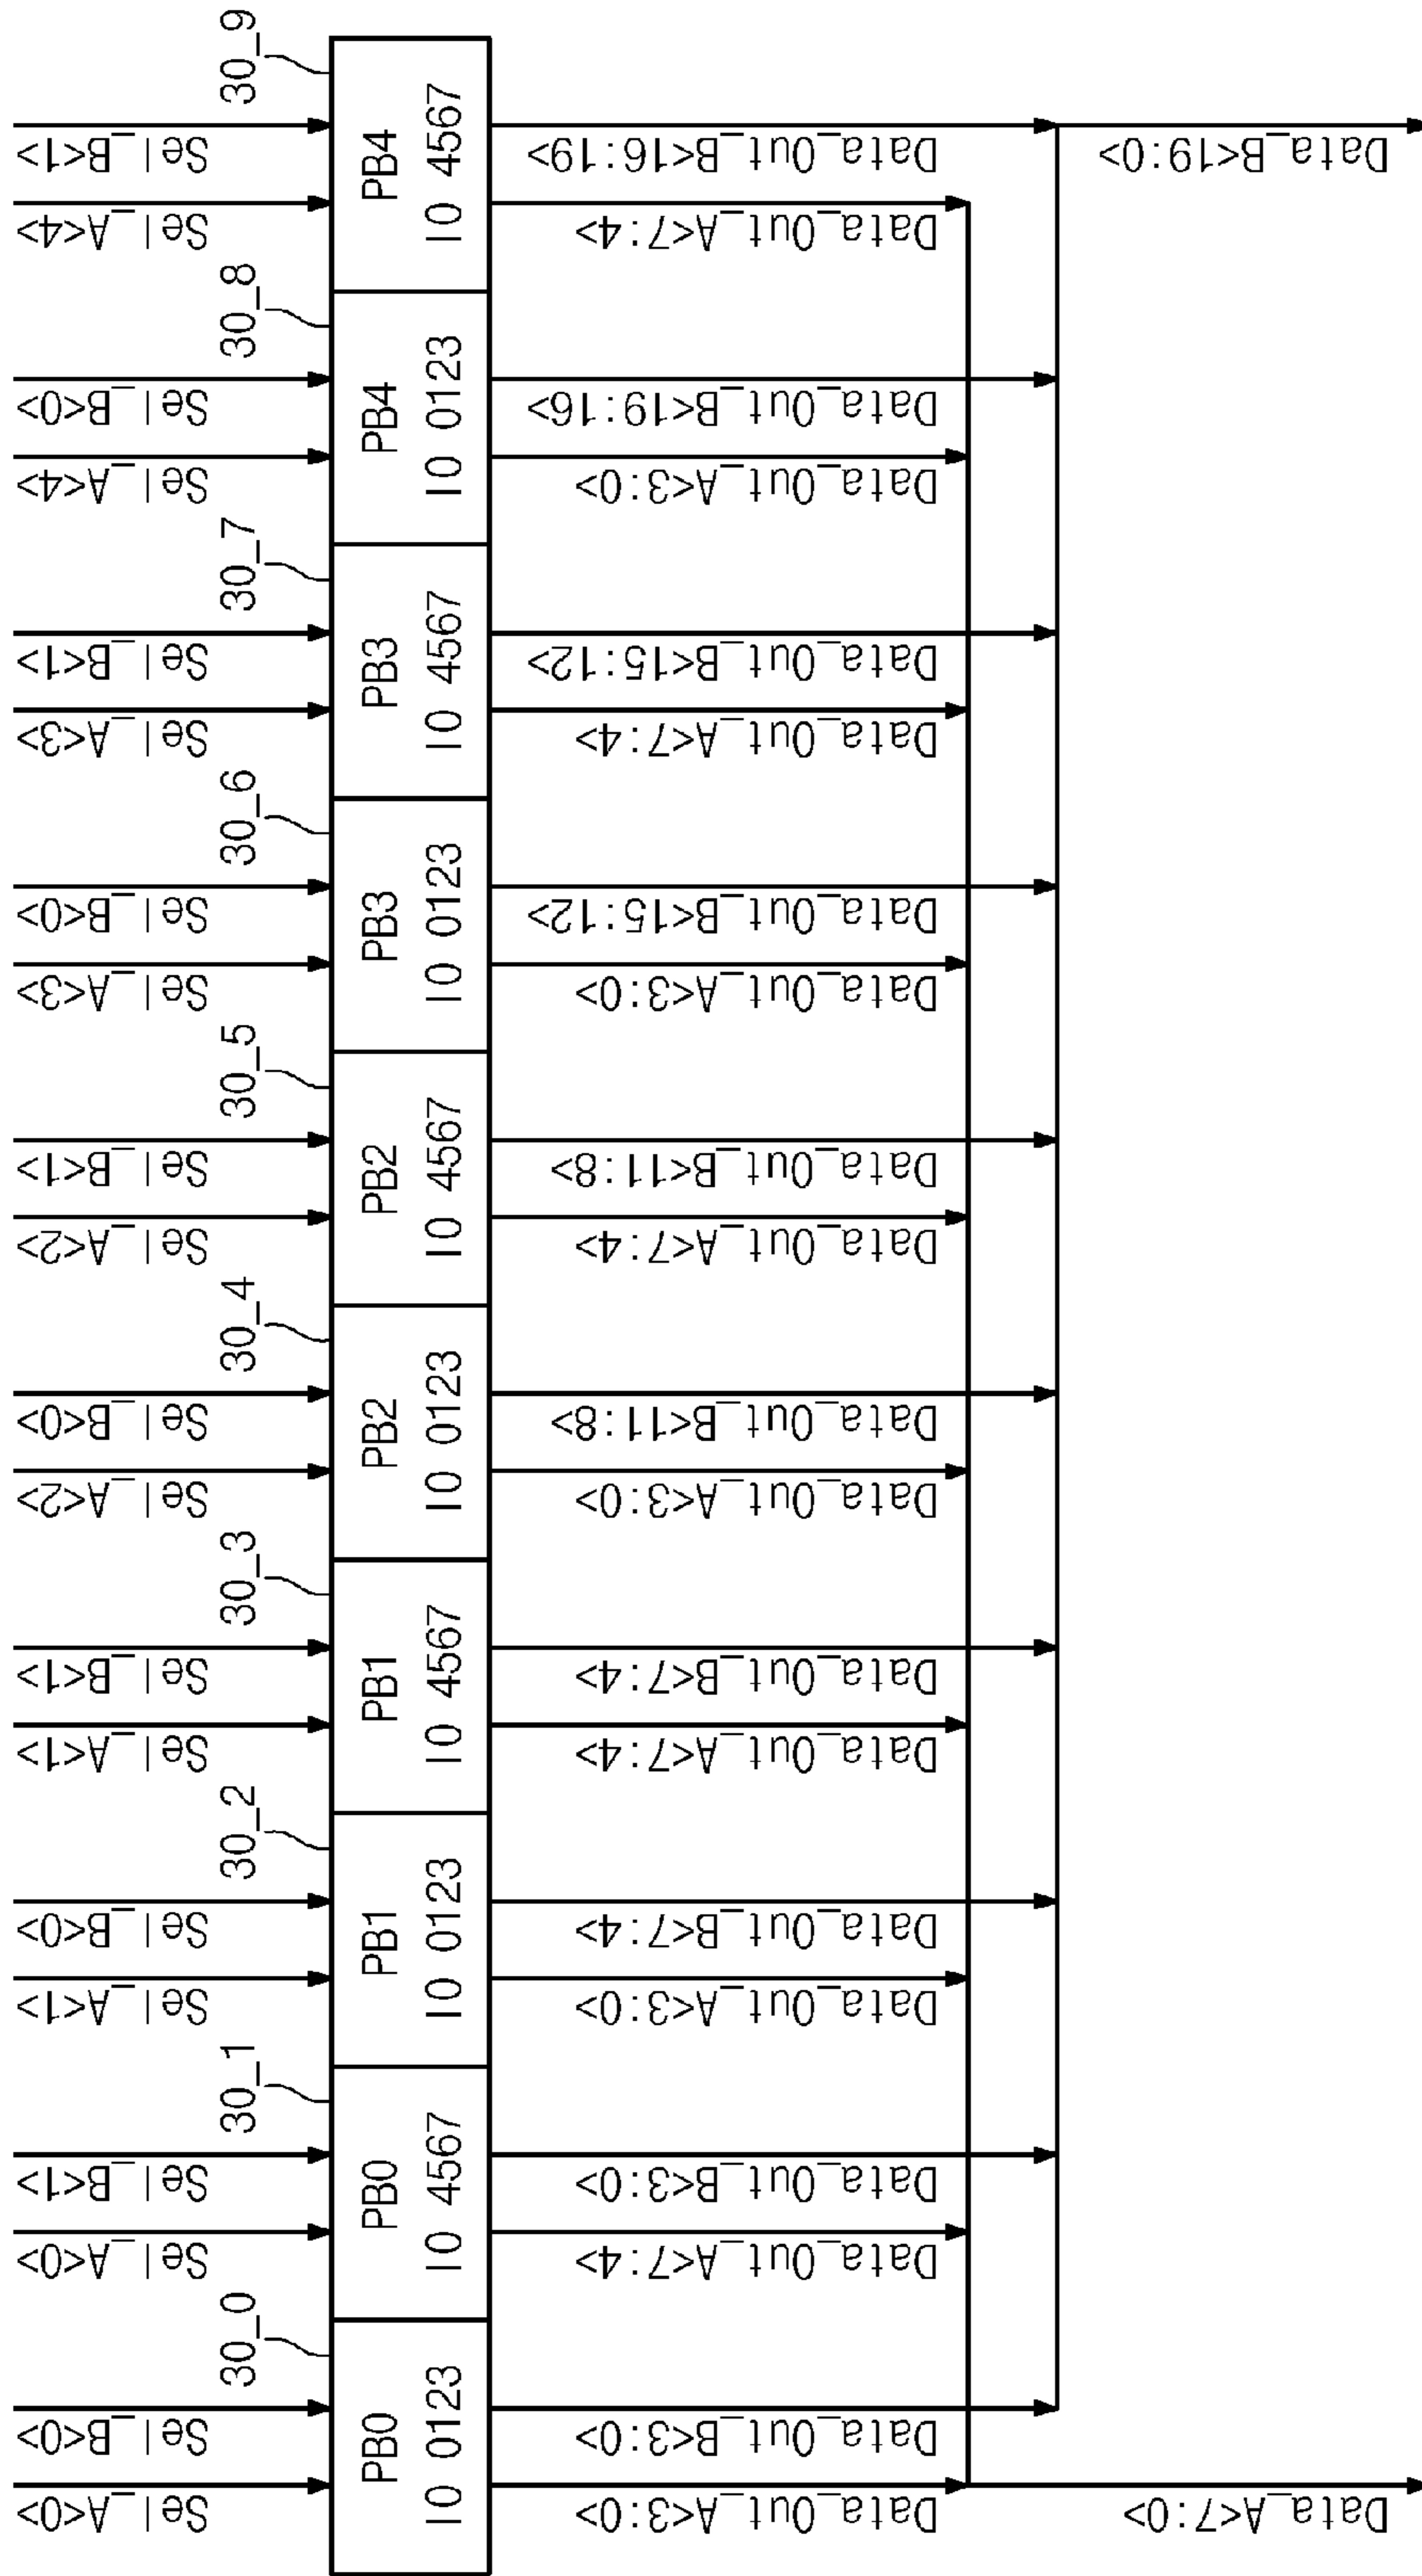 Sel_A<0>
Sel_B<0>
30_0
PB0
IO 0123
Data_Out_A<3:0>
Data_Out_B<3:0>
Sel_A<0>
Sel_B<1>
30_1
PB0
IO 4567
Data_Out_A<7:4>
Data_Out_B<3:0>
Sel_A<1>
Sel_B<0>
30_2
PB1
IO 0123
Data_Out_A<3:0>
Data_Out_B<7:4>
Sel_A<1>
Sel_B<1>
30_3
PB1
IO 4567
Data_Out_A<7:4>
Data_Out_B<7:4>
Sel_A<2>
Sel_B<0>
30_4
PB2
IO 0123
Data_Out_A<3:0>
Data_Out_B<11:8>
Sel_A<2>
Sel_B<1>
30_5
PB2
IO 4567
Data_Out_A<7:4>
Data_Out_B<11:8>
Sel_A<3>
Sel_B<0>
30_6
PB3
IO 0123
Data_Out_A<3:0>
Data_Out_B<15:12>
Sel_A<3>
Sel_B<1>
30_7
PB3
IO 4567
Data_Out_A<7:4>
Data_Out_B<15:12>
Sel_A<4>
Sel_B<0>
30_8
PB4
IO 0123
Data_Out_A<3:0>
Data_Out_B<19:16>
Sel_A<4>
Sel_B<1>
30_9
PB4
IO 4567
Data_Out_A<7:4>
Data_Out_B<16:19>
Data_A<7:0>
Data_B<19:0>